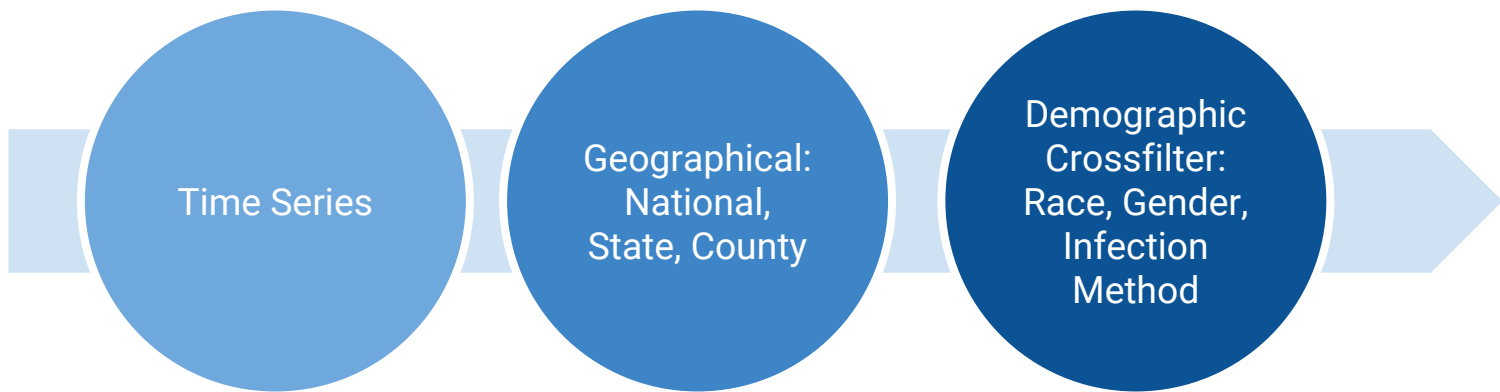 Time Series
Geographical:
National,
State, County
Demographic
Crossfilter:
Race, Gender,
Infection
Method